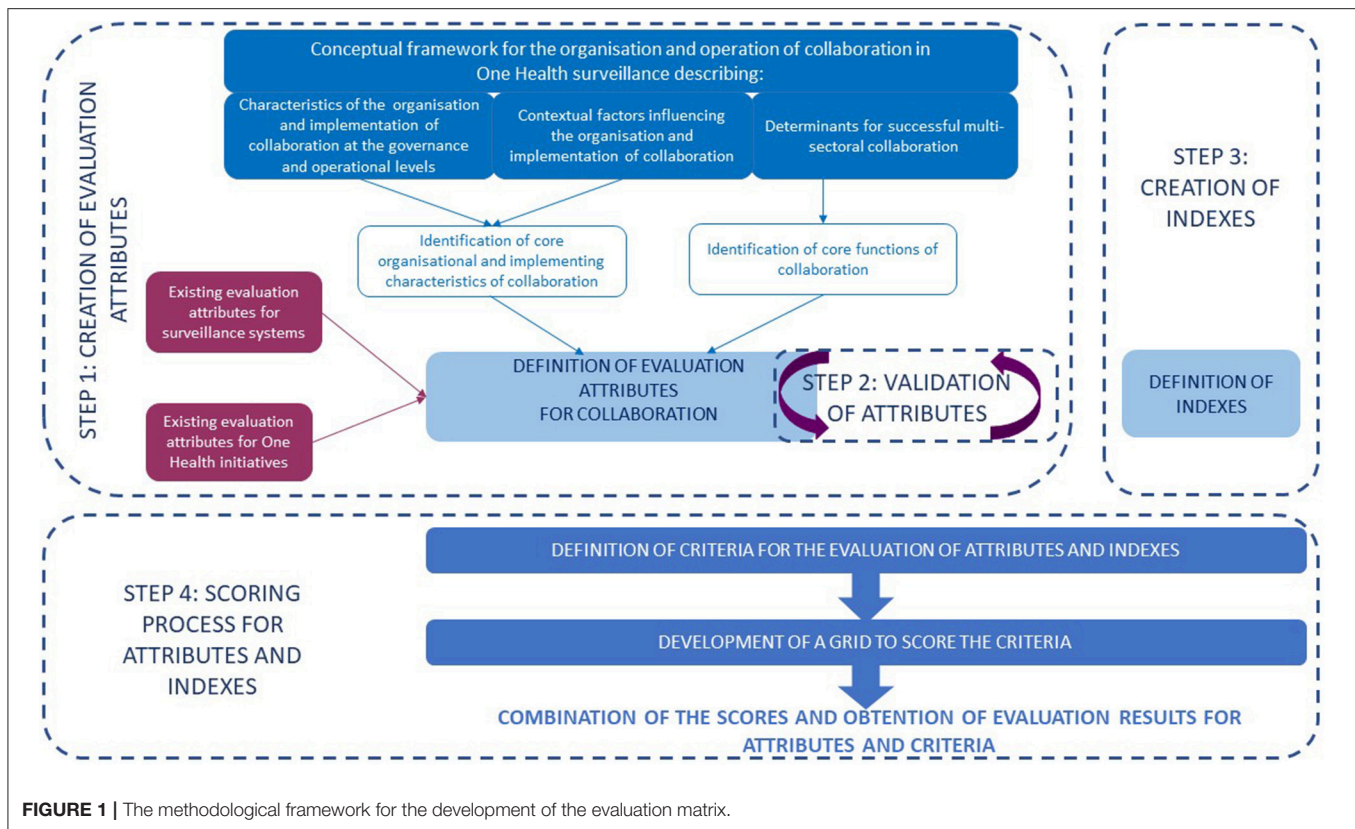 STEP 1: CREATION OF EVALUATION
ATTRIBUTES
Conceptual framework for the organisation and operation of collaboration in
One Health surveillance describing:
Characteristics of the organisation
and implementation of
collaboration at the governance
and operational levels
Contextual factors influencing
the organisation and
implementation of collaboration
Determinants for successful multi-
sectoral collaboration
Identification of core
organisational and implementing
characteristics of collaboration
Identification of core functions of
collaboration
Existing evaluation
attributes for
surveillance systems
Existing evaluation
attributes for One
Health initiatives
DEFINITION OF EVALUATION
ATTRIBUTES
FOR COLLABORATION
STEP 2: VALIDATION
OF ATTRIBUTES
STEP 3:
CREATION OF
INDEXES
DEFINITION OF
INDEXES
STEP 4: SCORING
PROCESS FOR
ATTRIBUTES AND
INDEXES
DEFINITION OF CRITERIA FOR THE EVALUATION OF ATTRIBUTES AND INDEXES
DEVELOPMENT OF A GRID TO SCORE THE CRITERIA
COMBINATION OF THE SCORES AND OBTENTION OF EVALUATION RESULTS FOR
ATTRIBUTES AND CRITERIA
FIGURE 1 | The methodological framework for the development of the evaluation matrix.